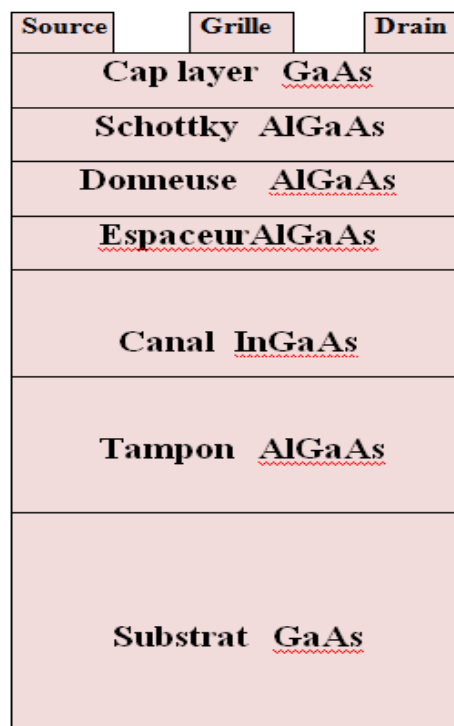 Source Grille Drain
Cap layer GaAs
Schottky AlGaAs
Donneuse AlGaAs
EspaceurAlGaAs
Canal InGaAs
Tampon AlGaAs
Substrat GaAs